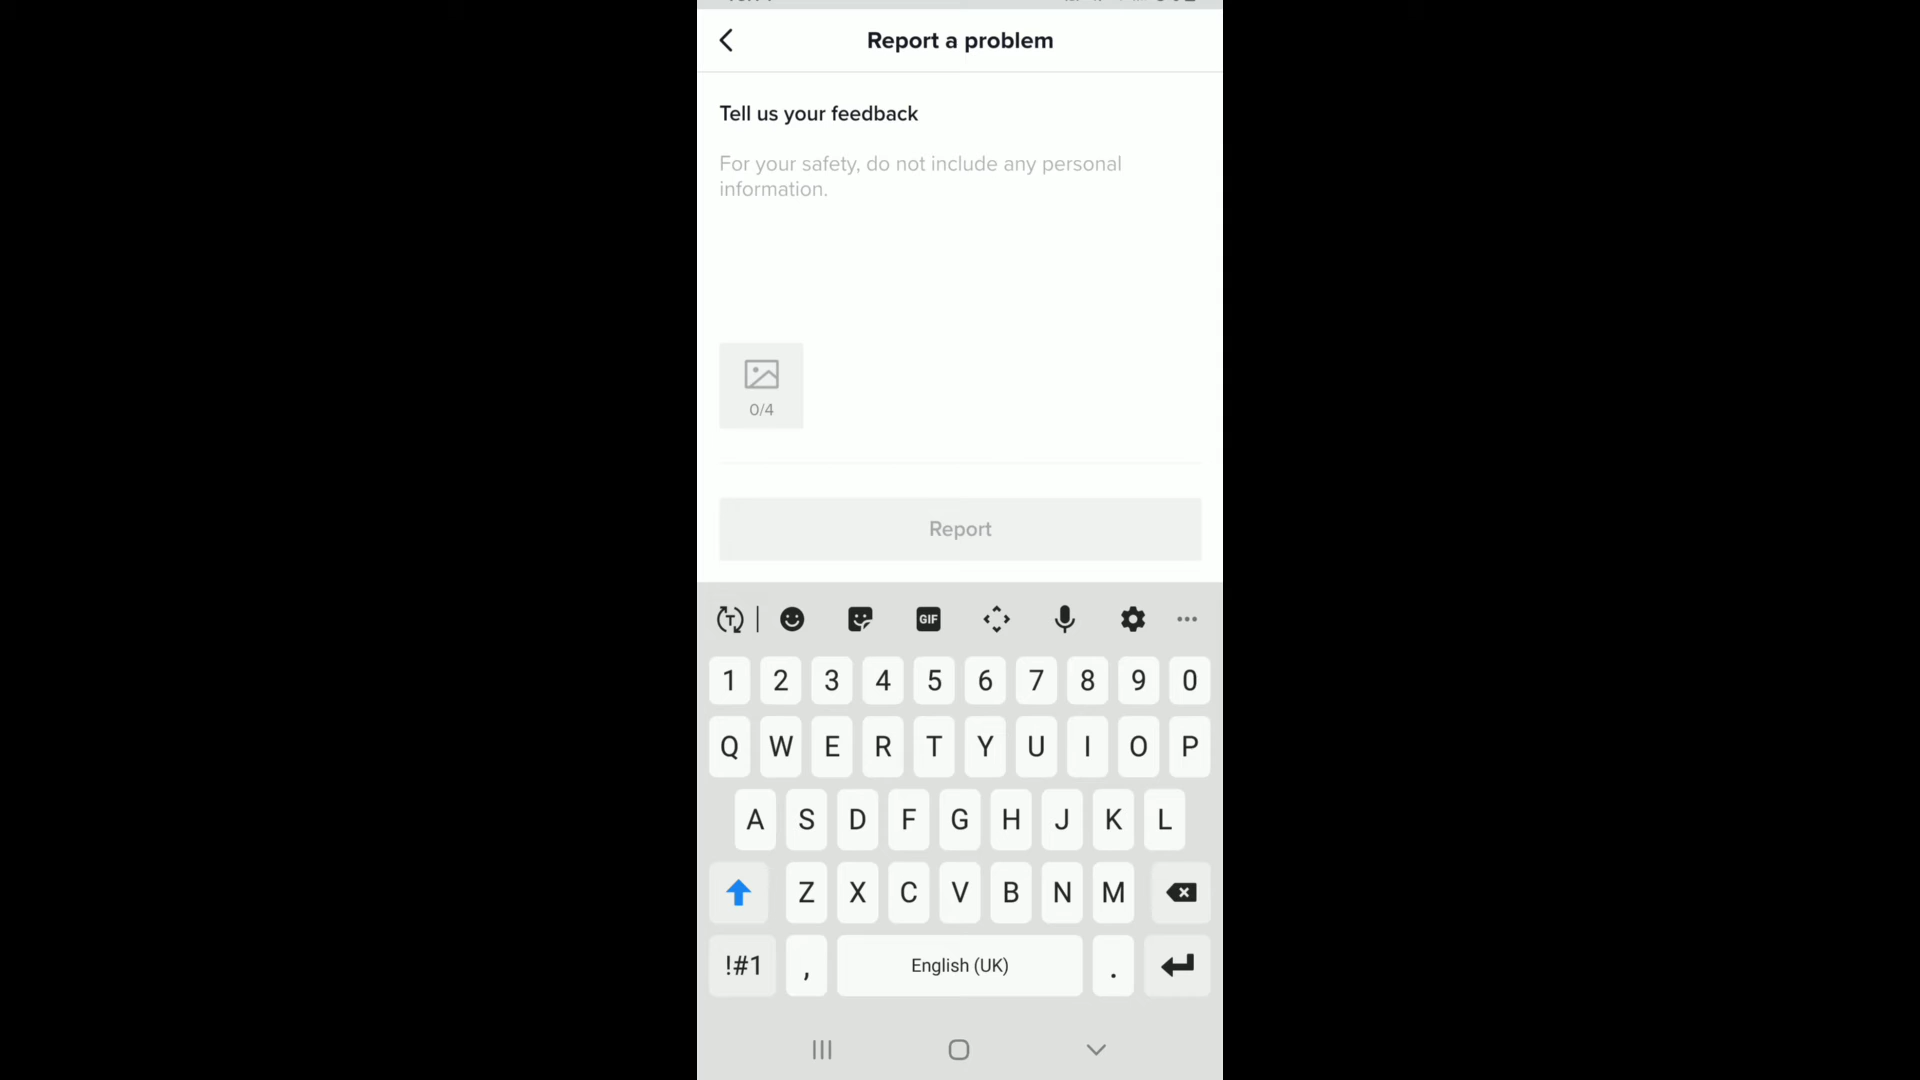 Report a problem
Tell us your feedback
For your safety, do not include any personal
information.
0/4
Report
T GIF
1 2 3 4 5 6 7 8 9 0
Q W E R T Y U I O P
A S D F G H J K L
Z X C V B N M
!#1 , English (UK) .